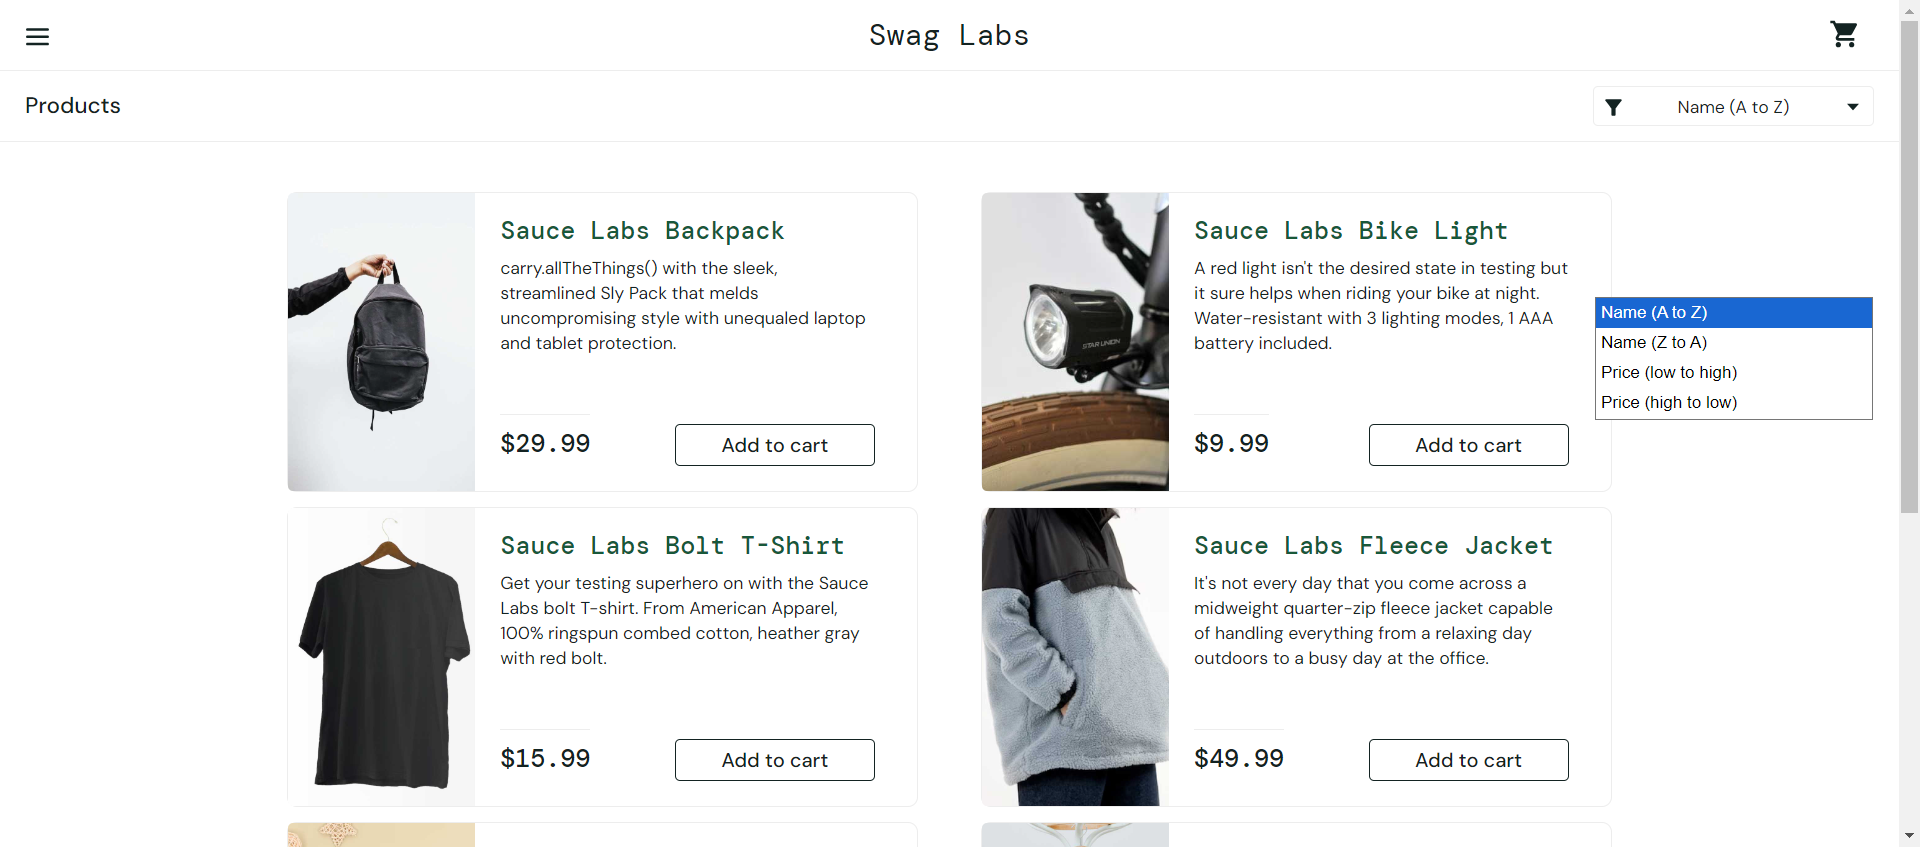 Swag Labs
Products
Name (A to Z)
Sauce Labs Backpack
carry.allTheThings() with the sleek,
streamlined Sly Pack that melds
uncompromising style with unequaled laptop
and tablet protection.
$29.99
Add to cart
Sauce Labs Bike Light
A red light isn't the desired state in testing but
it sure helps when riding your bike at night.
Water-resistant with 3 lighting modes, 1 AAA
battery included.
STAR UNION
$9.99
Add to cart
Name (A to Z)
Name (Z to A)
Price (low to high)
Price (high to low)
Sauce Labs Bolt T-Shirt
Get your testing superhero on with the Sauce
Labs bolt T-shirt. From American Apparel,
100% ringspun combed cotton, heather gray
with red bolt.
$15.99
Add to cart
Sauce Labs Fleece Jacket
It's not every day that you come across a
midweight quarter-zip fleece jacket capable
of handling everything from a relaxing day
outdoors to a busy day at the office.
$49.99
Add to cart